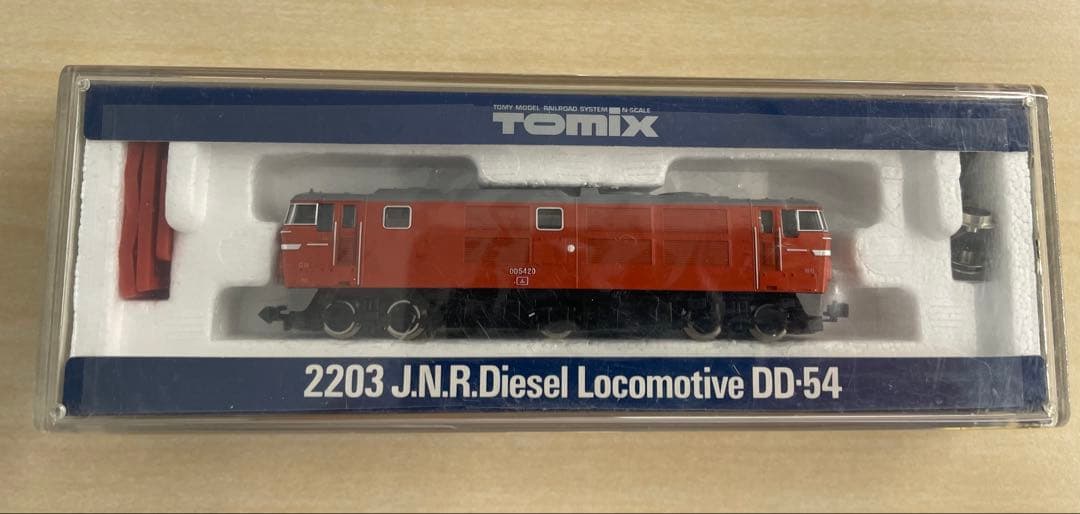 TOMY MODEL RAILROAD SYSTEM N-SCALE
TOMIX
DD5420
2203 J.N.R.Diesel Locomotive DD-54